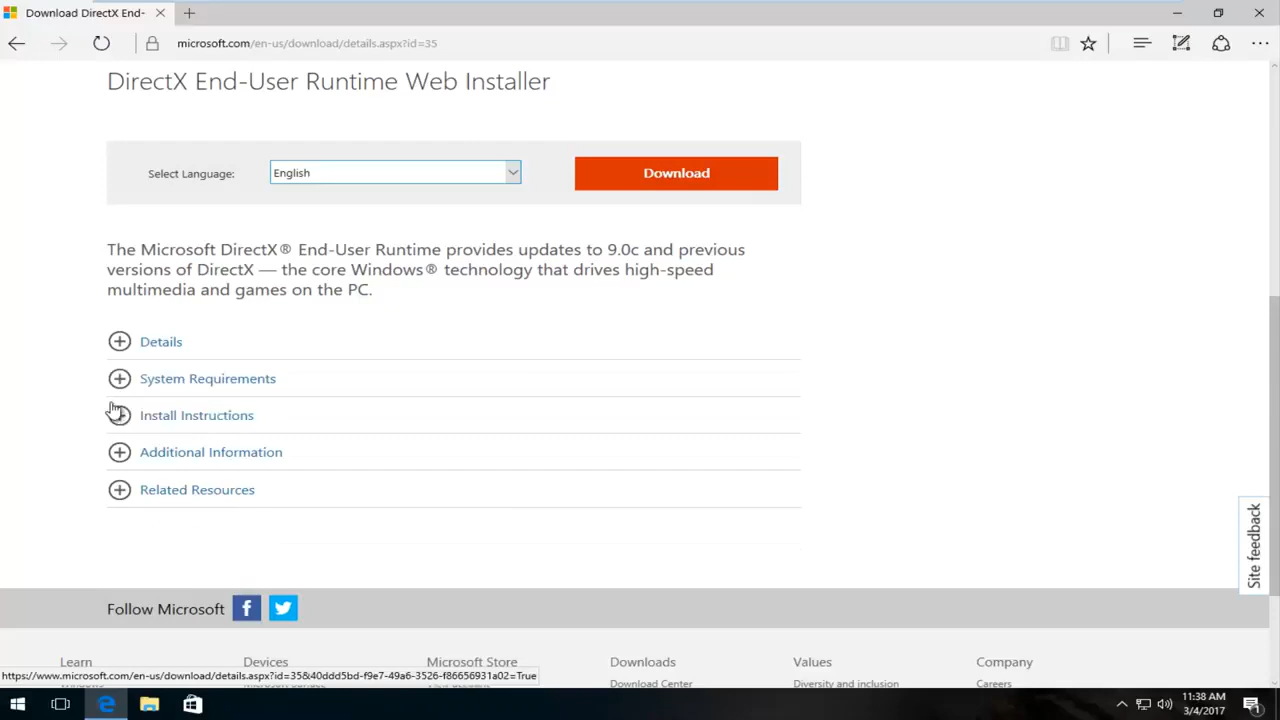 Download DirectX End-
microsoft.com/en-us/download/details.aspx?id=35
DirectX End-User Runtime Web Installer
Select Language:
English
Download
The Microsoft DirectX® End-User Runtime provides updates to 9.0c and previous
versions of DirectX — the core Windows® technology that drives high-speed
multimedia and games on the PC.
Details
System Requirements
Install Instructions
Additional Information
Related Resources
Site feedback
Follow Microsoft
Learn Devices Microsoft Store Downloads Values Company
https://www.microsoft.com/en-us/download/details.aspx?id=35&40ddd5bd-f9e7-49a6-3526-f86656931a02=True
Download Center Diversity and inclusion Careers
11:38 AM
3/4/2017